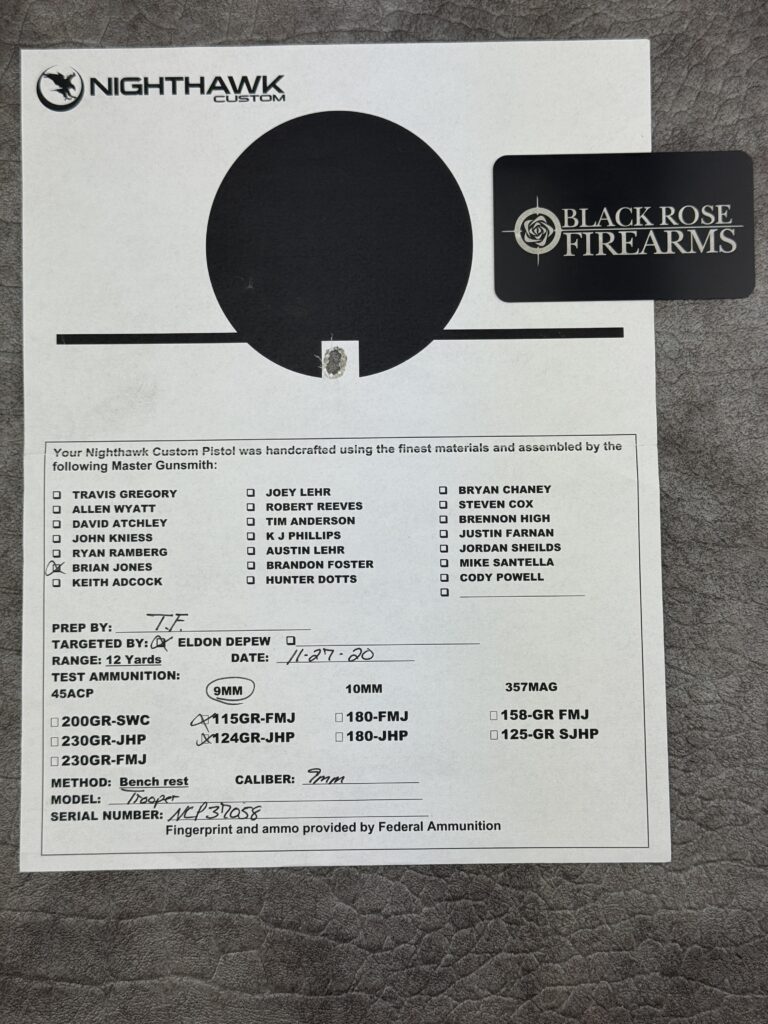 NIGHTHAWK
CUSTOM
BLACK ROSE
FIREARMS
Your Nighthawk Custom Pistol was handcrafted using the finest materials and assembled by the
following Master Gunsmith:
☐ TRAVIS GREGORY
☐ ALLEN WYATT
☐ DAVID ATCHLEY
☐ JOHN KNIESS
☐ RYAN RAMBERG
☒ BRIAN JONES
☐ KEITH ADCOCK
☐ JOEY LEHR
☐ ROBERT REEVES
☐ TIM ANDERSON
☐ K J PHILLIPS
☐ AUSTIN LEHR
☐ BRANDON FOSTER
☐ HUNTER DOTTS
☐ BRYAN CHANEY
☐ STEVEN COX
☐ BRENNON HIGH
☐ JUSTIN FARNAN
☐ JORDAN SHEILDS
☐ MIKE SANTELLA
☐ CODY POWELL
☐
PREP BY: T.F.
TARGETED BY: ☒ ELDON DEPEW ☐
RANGE: 12 Yards DATE: 11-27-20
TEST AMMUNITION:
45ACP 9MM 10MM 357MAG
☐200GR-SWC ☒115GR-FMJ ☐180-FMJ ☐158-GR FMJ
☐230GR-JHP ☒124GR-JHP ☐180-JHP ☐125-GR SJHP
☐230GR-FMJ
METHOD: Bench rest CALIBER: 9mm
MODEL: Trooper
SERIAL NUMBER: NCP37058
Fingerprint and ammo provided by Federal Ammunition